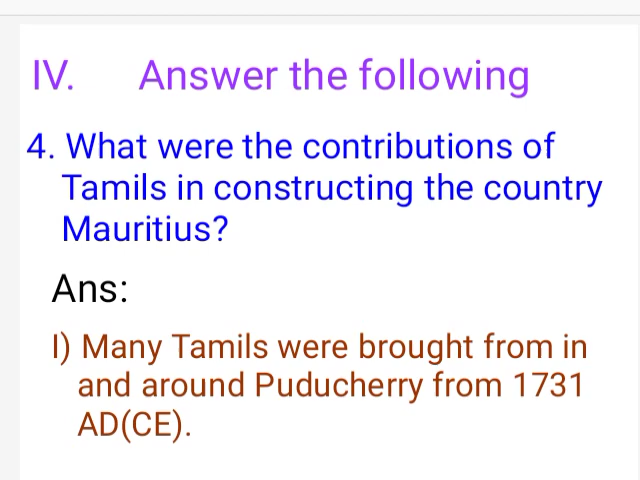 IV. Answer the following
4. What were the contributions of
Tamils in constructing the country
Mauritius?
Ans:
I) Many Tamils were brought from in
and around Puducherry from 1731
AD(CE).